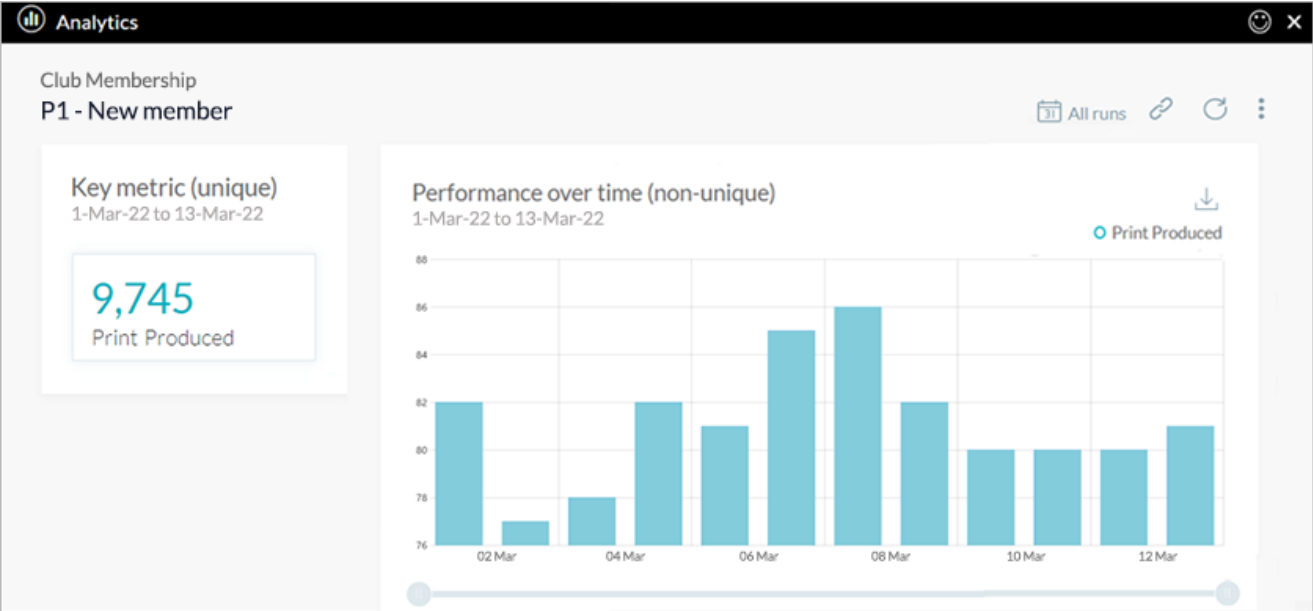 Analytics
Club Membership
P1 - New member
31 All runs
Key metric (unique)
1-Mar-22 to 13-Mar-22
9,745
Print Produced
Performance over time (non-unique)
1-Mar-22 to 13-Mar-22
Print Produced
88
86
84
82
80
78
76
02 Mar 04 Mar 06 Mar 08 Mar 10 Mar 12 Mar